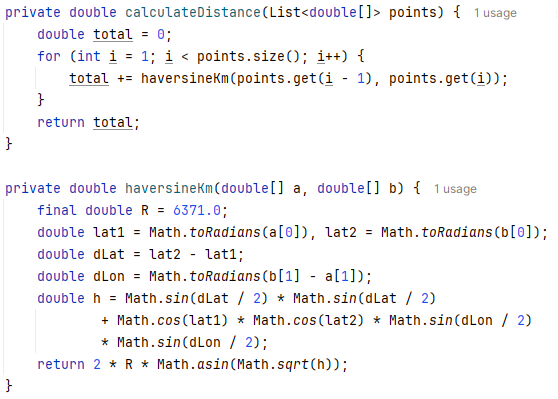 private double calculateDistance(List<double[]> points) { 1 usage
double total = 0;
for (int i = 1; i < points.size(); i++) {
total += haversineKm(points.get(i - 1), points.get(i));
}
return total;
}
private double haversineKm(double[] a, double[] b) { 1 usage
final double R = 6371.0;
double lat1 = Math.toRadians(a[0]), lat2 = Math.toRadians(b[0]);
double dLat = lat2 - lat1;
double dLon = Math.toRadians(b[1] - a[1]);
double h = Math.sin(dLat / 2) * Math.sin(dLat / 2)
+ Math.cos(lat1) * Math.cos(lat2) * Math.sin(dLon / 2)
* Math.sin(dLon / 2);
return 2 * R * Math.asin(Math.sqrt(h));
}